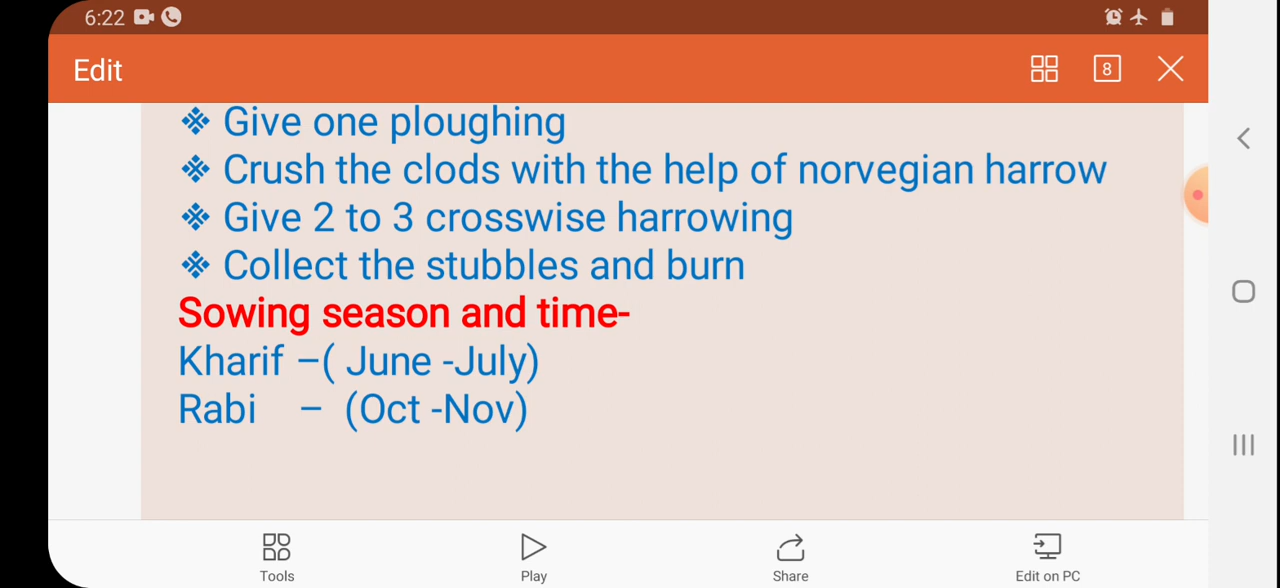 6:22
Edit
8
❖ Give one ploughing
❖ Crush the clods with the help of norvegian harrow
❖ Give 2 to 3 crosswise harrowing
❖ Collect the stubbles and burn
Sowing season and time-
Kharif –( June -July)
Rabi – (Oct -Nov)
Tools
Play
Share
Edit on PC